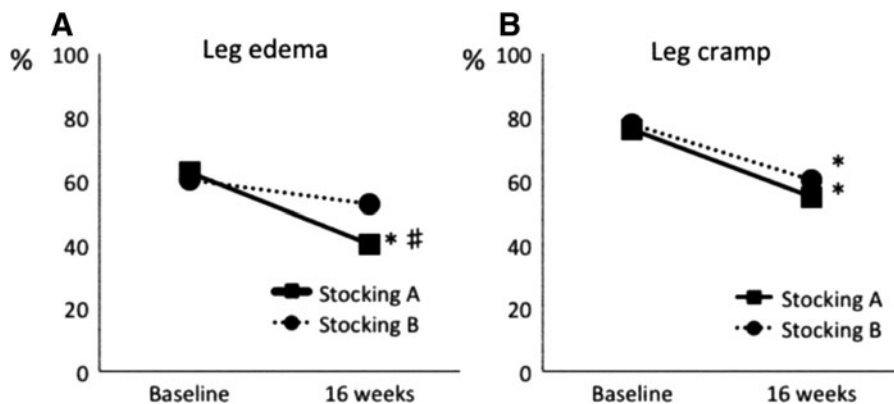 A
Leg edema
%
100
80
60
40
20
0
* #
Stocking A
Stocking B
Baseline 16 weeks
B
Leg cramp
%
100
80
60
40
20
0
*
*
Stocking A
Stocking B
Baseline 16 weeks